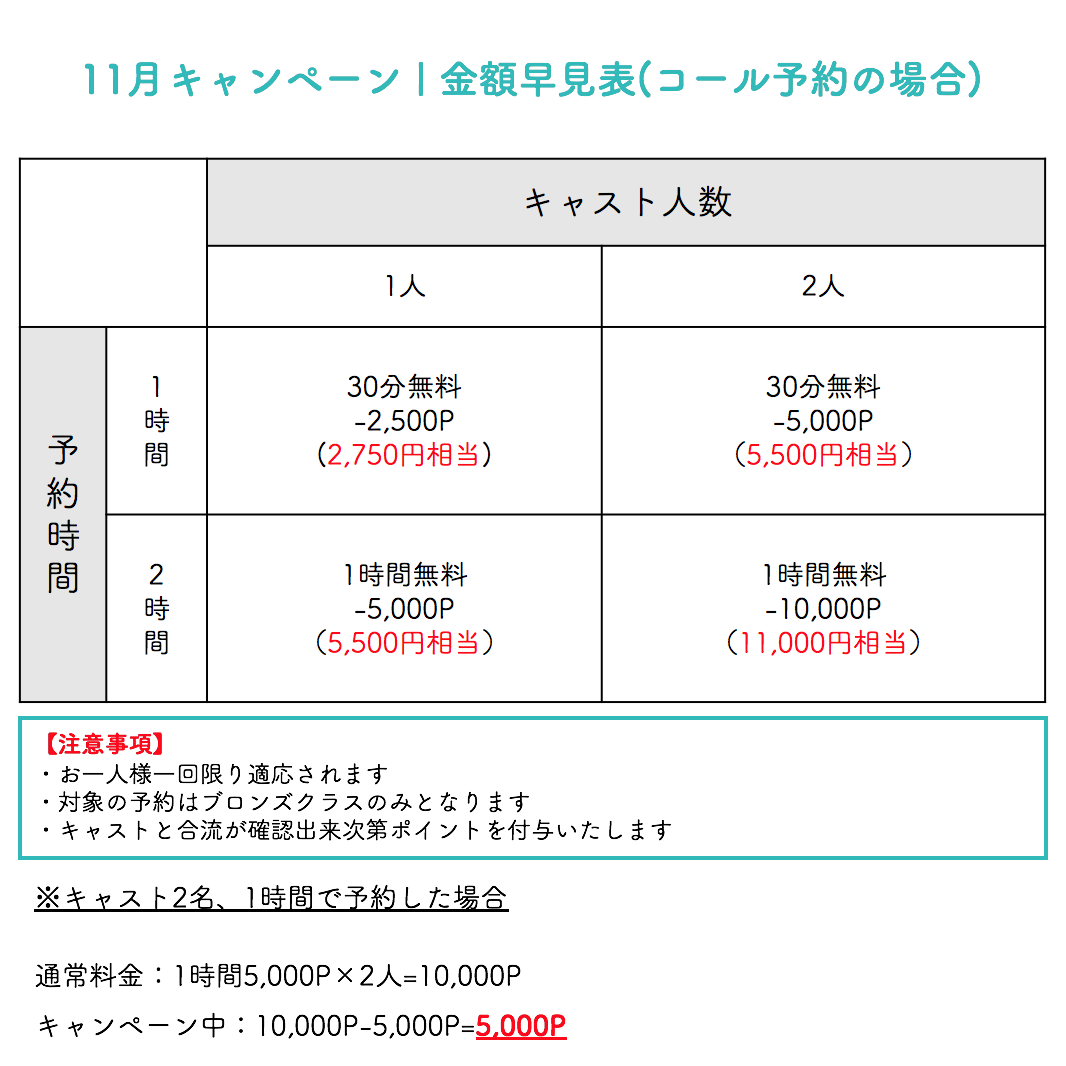 11月キャンペーン | 金額早見表(コール予約の場合)
キャスト人数
1人
2人
予約時間
1時間
30分無料
-2,500P
(2,750円相当)
30分無料
-5,000P
（5,500円相当）
2時間
1時間無料
-5,000P
（5,500円相当）
1時間無料
-10,000P
（11,000円相当）
【注意事項】
・お一人様一回限り適応されます
・対象の予約はブロンズクラスのみとなります
・キャストと合流が確認出来次第ポイントを付与いたします
※キャスト2名、1時間で予約した場合
通常料金：1時間5,000P×2人=10,000P
キャンペーン中：10,000P-5,000P=5,000P